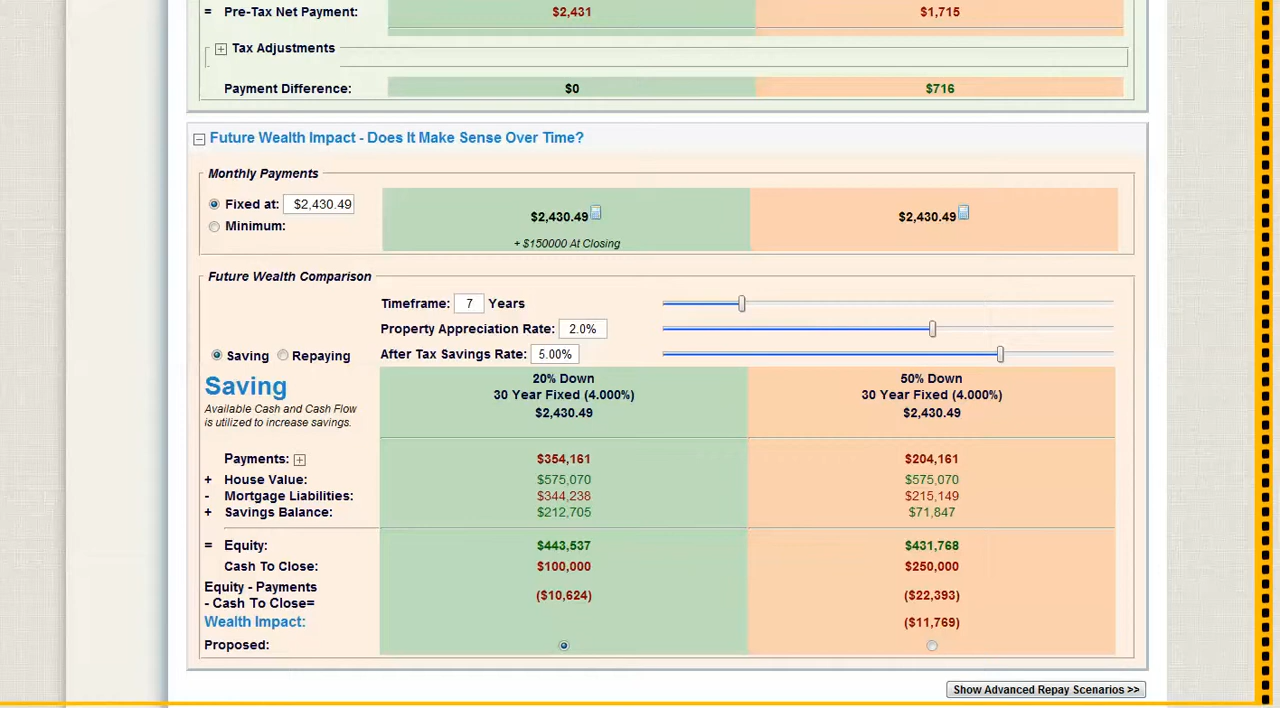 = Pre-Tax Net Payment: $2,431 $1,715
+ Tax Adjustments
Payment Difference: $0 $716
Future Wealth Impact - Does It Make Sense Over Time?
Monthly Payments
Fixed at: $2,430.49
Minimum:
$2,430.49 $2,430.49
+ $150000 At Closing
Future Wealth Comparison
Timeframe: 7 Years
Property Appreciation Rate: 2.0%
Saving Repaying After Tax Savings Rate: 5.00%
Saving
Available Cash and Cash Flow
is utilized to increase savings.
20% Down 50% Down
30 Year Fixed (4.000%) 30 Year Fixed (4.000%)
$2,430.49 $2,430.49
Payments: + $354,161 $204,161
+ House Value: $575,070 $575,070
- Mortgage Liabilities: $344,238 $215,149
+ Savings Balance: $212,705 $71,847
= Equity: $443,537 $431,768
Cash To Close: $100,000 $250,000
Equity - Payments
- Cash To Close= ($10,624) ($22,393)
Wealth Impact: ($11,769)
Proposed:
Show Advanced Repay Scenarios >>